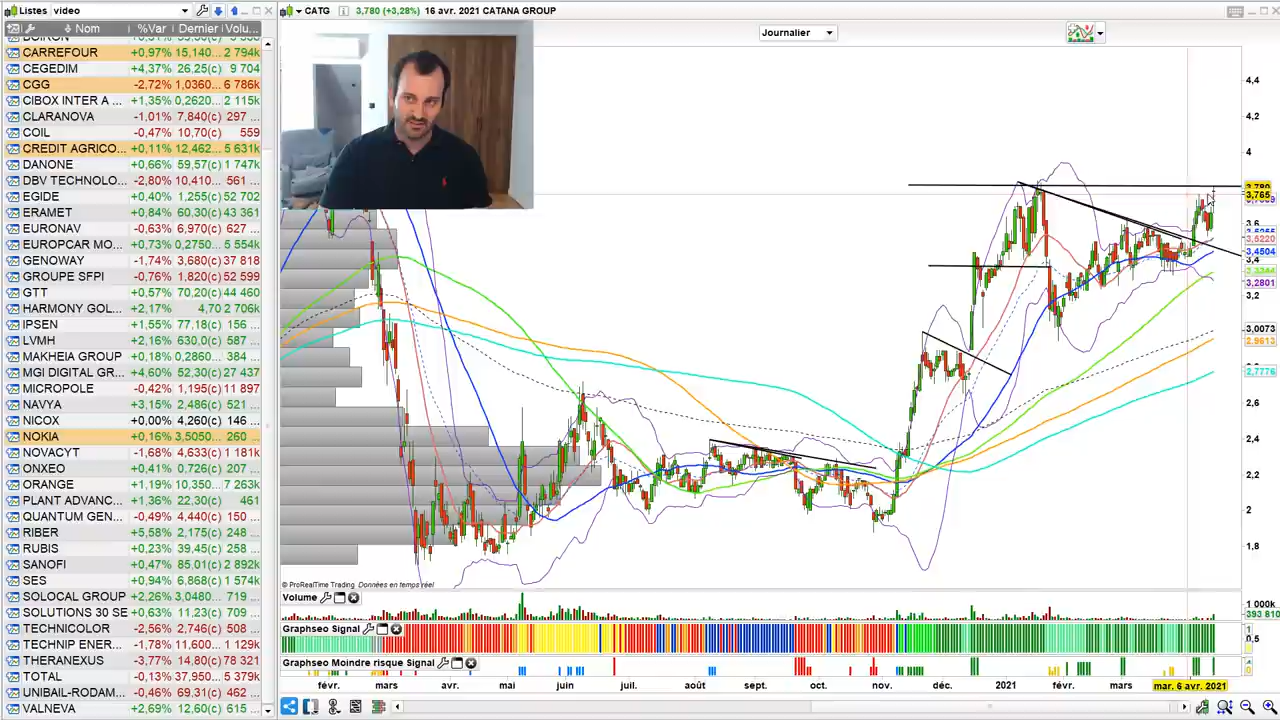 Listes video
CATG 3,780 (+3,28%) 16 avr. 2021 CATANA GROUP
Nom %Var Dernier Volu...
CARREFOUR +0,97% 15,140... 2 794k
CEGEDIM +4,37% 26,25(c) 9 704
CGG -2,72% 1,0360... 6 786k
CIBOX INTER A ... +1,35% 0,2620... 2 115k
CLARANOVA -1,01% 7,840(c) 297 ...
COIL -0,47% 10,70(c) 559
CREDIT AGRICO... +0,11% 12,462... 5 631k
DANONE +0,66% 59,57(c) 1 747k
DBV TECHNOLO... -2,80% 10,410... 561 ...
EGIDE +0,40% 1,255(c) 52 702
ERAMET +0,84% 60,30(c) 43 361
EURONAV -0,63% 6,970(c) 627 ...
EUROPCAR MO... +0,73% 0,2750... 5 554k
GENOWAY -1,74% 3,680(c) 37 818
GROUPE SFPI -0,76% 1,820(c) 52 599
GTT +0,57% 70,20(c) 44 460
HARMONY GOL... +2,17% 4,70 2 706k
IPSEN +1,55% 77,18(c) 156 ...
LVMH +2,16% 630,0(c) 587 ...
MAKHEIA GROUP +0,18% 0,2860... 384 ...
MGI DIGITAL GR... +4,60% 52,30(c) 27 437
MICROPOLE -0,42% 1,195(c) 11 897
NAVYA +3,15% 2,486(c) 521 ...
NICOX +0,00% 4,260(c) 146 ...
NOKIA +0,16% 3,5050... 260 ...
NOVACYT -1,68% 4,633(c) 1 181k
ONXEO +0,41% 0,726(c) 207 ...
ORANGE +1,19% 10,350... 7 263k
PLANT ADVANC... +1,36% 22,30(c) 461
QUANTUM GEN... -0,49% 4,440(c) 150 ...
RIBER +5,58% 2,175(c) 248 ...
RUBIS +0,23% 39,45(c) 258 ...
SANOFI +0,47% 85,01(c) 2 892k
SES +0,94% 6,868(c) 1 574k
SOLOCAL GROUP +2,26% 3,0480... 719 ...
SOLUTIONS 30 SE +0,63% 11,23(c) 709 ...
TECHNICOLOR -2,56% 2,746(c) 508 ...
TECHNIP ENER... -1,78% 11,600... 1 129k
THERANEXUS -3,77% 14,80(c) 78 321
TOTAL -0,13% 37,950... 5 379k
UNIBAIL-RODAM... -0,46% 69,31(c) 462 ...
VALNEVA +2,69% 12,60(c) 615 ...
Journalier
4,4
4,2
4
3,780
3,765
3,6
3,5220
3,4504
3,4
3,2801
3,2
3,0073
2,9613
2,7776
2,6
2,4
2,2
2
1,8
© ProRealTime Trading Données en temps réel
Volume
1 000k
393 810
Graphseo Signal
1
0,5
Graphseo Moindre risque Signal
févr. mars avr. mai juin juil. août sept. oct. nov. déc. 2021 févr. mars mar. 6 avr. 2021